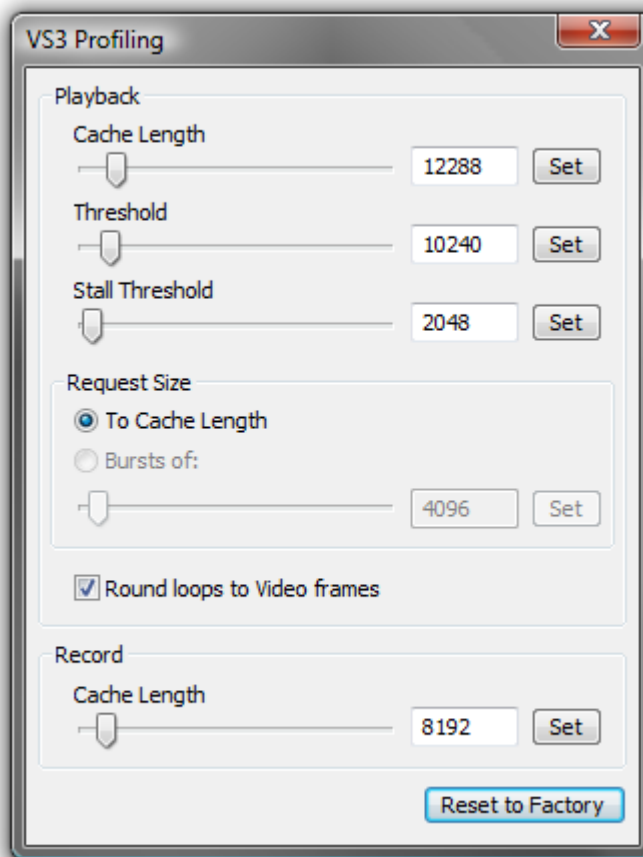 VS3 Profiling
Playback
Cache Length
12288 Set
Threshold
10240 Set
Stall Threshold
2048 Set
Request Size
To Cache Length
Bursts of:
4096 Set
Round loops to Video frames
Record
Cache Length
8192 Set
Reset to Factory